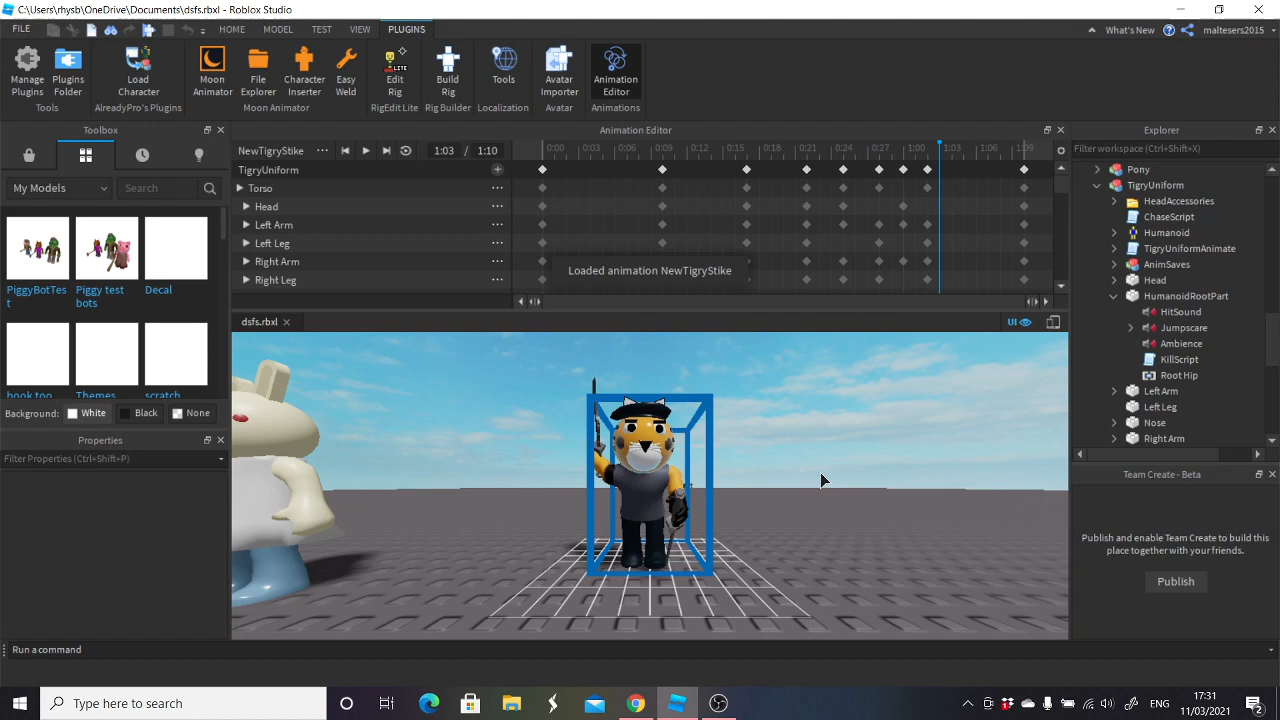 C:\Users\rhysb\OneDrive\Documents\dsfs.rbxl - Roblox Studio
FILE HOME MODEL TEST VIEW PLUGINS What's New maltesers2015
Manage Plugins
Plugins Folder
Tools
Load Character
AlreadyPro's Plugins
Moon Animator
File Explorer
Character Inserter
Easy Weld
Moon Animator
LITE
Edit Rig
RigEdit Lite
Build Rig
Rig Builder
Tools
Localization
Avatar Importer
Avatar
Animation Editor
Animations
Toolbox
My Models
Search
PiggyBotTest
Piggy test bots
Decal
book too
Themes
scratch
Background: White Black None
Properties
Filter Properties (Ctrl+Shift+P)
Animation Editor
NewTigryStike 1:03 / 1:10
0:00 0:03 0:06 0:09 0:12 0:15 0:18 0:21 0:24 0:27 1:00 1:03 1:06 1:09
TigryUniform
Torso
Head
Left Arm
Left Leg
Right Arm
Right Leg
Loaded animation NewTigryStike
dsfs.rbxl
UI
Explorer
Filter workspace (Ctrl+Shift+X)
Pony
TigryUniform
HeadAccessories
ChaseScript
Humanoid
TigryUniformAnimate
AnimSaves
Head
HumanoidRootPart
HitSound
Jumpscare
Ambience
KillScript
Root Hip
Left Arm
Left Leg
Nose
Right Arm
Team Create - Beta
Publish and enable Team Create to build this
place together with your friends.
Publish
Run a command
Type here to search
ENG
17:31
11/03/2021
2